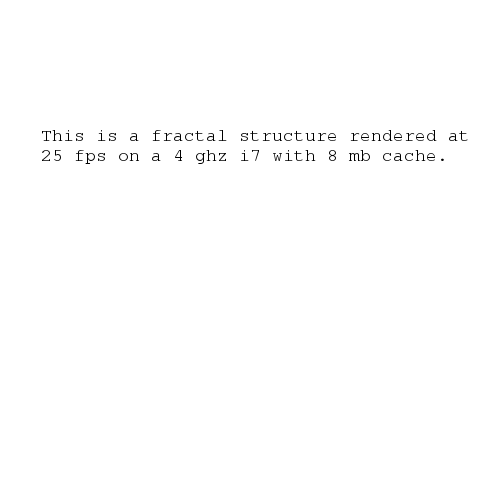 This is a fractal structure rendered at
25 fps on a 4 ghz i7 with 8 mb cache.